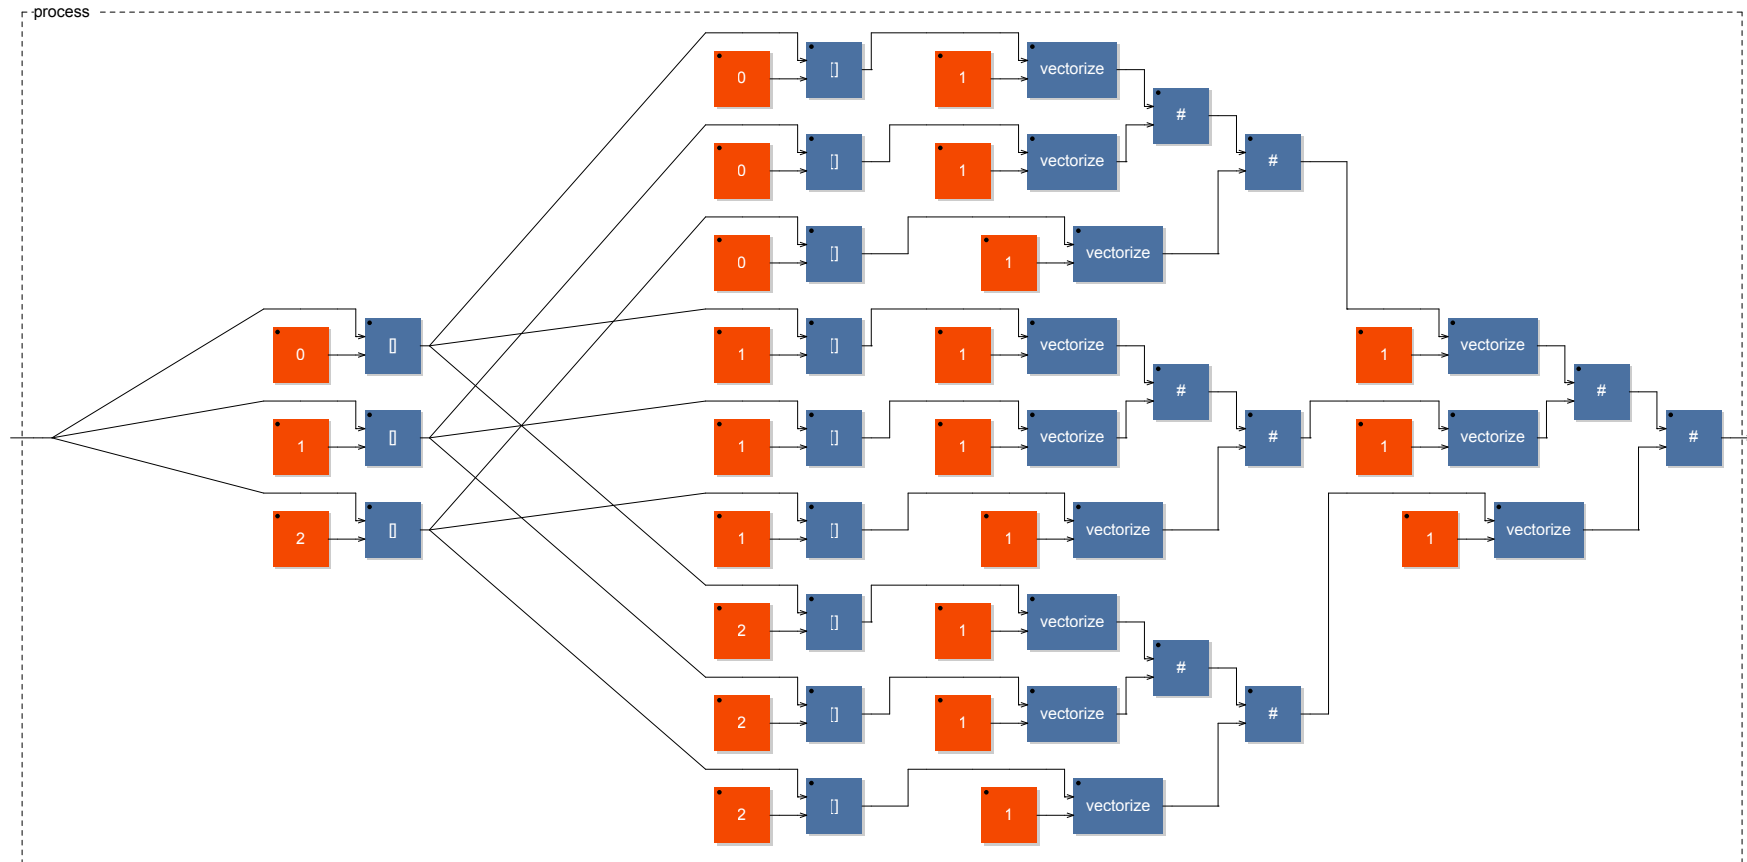 process
0 [] 1 vectorize
#
0 [] 1 vectorize #
0 [] 1 vectorize
0 [] 1 [] 1 vectorize 1 vectorize
# #
1 [] 1 [] 1 vectorize # 1 vectorize #
2 [] 1 [] 1 vectorize 1 vectorize
2 [] 1 vectorize
#
2 [] 1 vectorize #
2 [] 1 vectorize